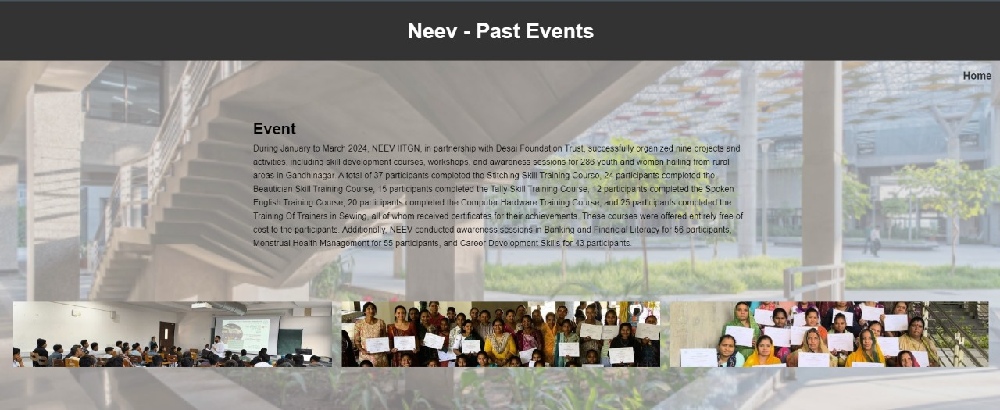 Neev - Past Events
Home
Event
During January to March 2024, NEEV IITGN, in partnership with Desai Foundation Trust, successfully organized nine projects and
activities, including skill development courses, workshops, and awareness sessions for 286 youth and women hailing from rural
areas in Gandhinagar. A total of 37 participants completed the Stitching Skill Training Course, 24 participants completed the
Beautician Skill Training Course, 15 participants completed the Tally Skill Training Course, 12 participants completed the Spoken
English Training Course, 20 participants completed the Computer Hardware Training Course, and 25 participants completed the
Training Of Trainers in Sewing, all of whom received certificates for their achievements. These courses were offered entirely free of
cost to the participants. Additionally, NEEV conducted awareness sessions in Banking and Financial Literacy for 56 participants,
Menstrual Health Management for 55 participants, and Career Development Skills for 43 participants.